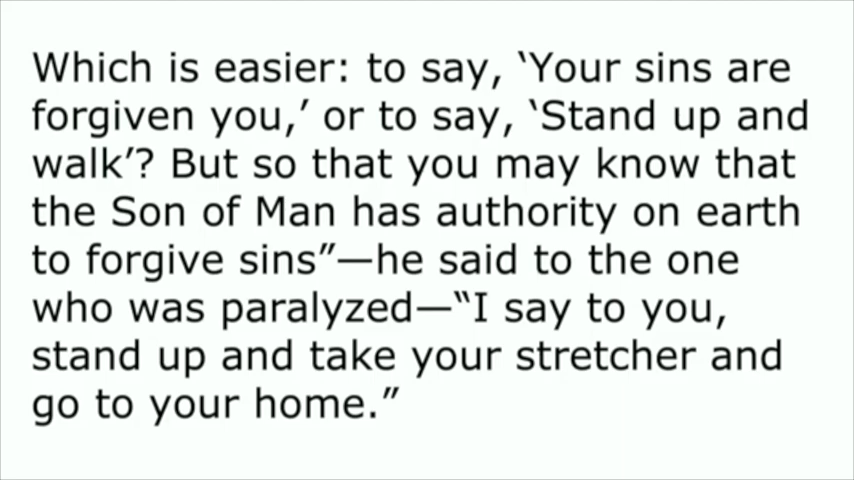 Which is easier: to say, ‘Your sins are
forgiven you,’ or to say, ‘Stand up and
walk’? But so that you may know that
the Son of Man has authority on earth
to forgive sins”—he said to the one
who was paralyzed—“I say to you,
stand up and take your stretcher and
go to your home.”